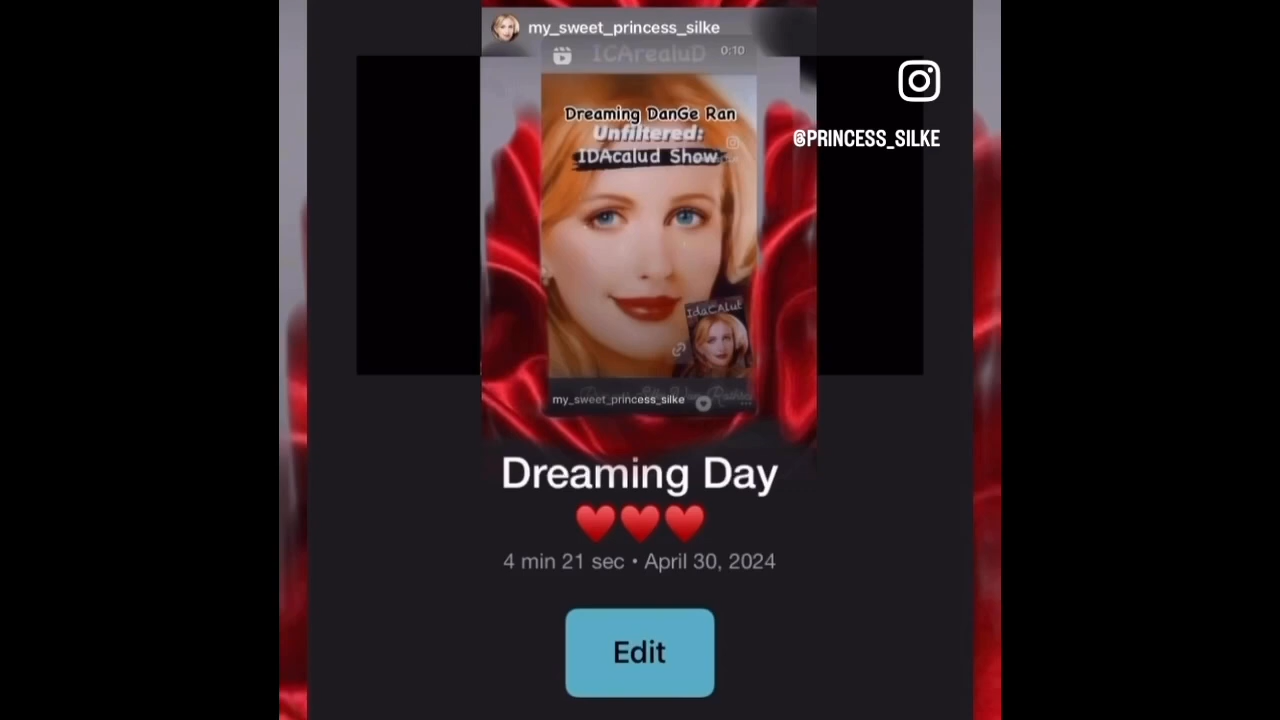 my_sweet_princess_silke
ICArealuD
0:10
@PRINCESS_SILKE
Dreaming DanGe Ran
Unfiltered:
IDAcalud Show
IdaCALut
my_sweet_princess_silke
Dreaming Day
4 min 21 sec • April 30, 2024
Edit